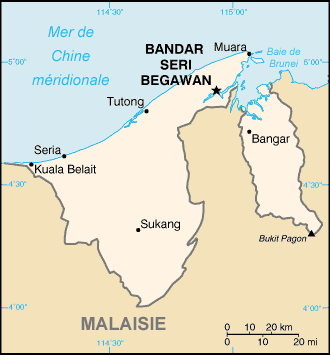 114'30 115'00
Mer de
Chine
méridionale
BANDAR
SERI
BEGAWAN
Muara
Baie de
Brunei
5'00 5'00
Tutong
Seria
Bangar
Kuala Belait
4'30 4'30
Sukang
Bukit Pagon
4'00 4'00
MALAISIE
114'30
0 10 20 km
0 10 20 mi